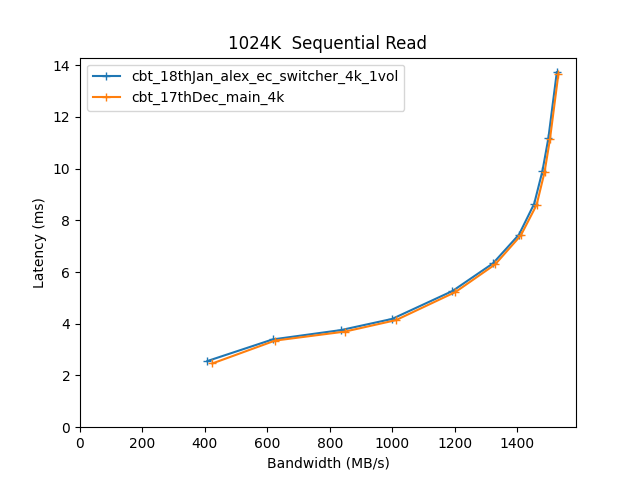 1024K  Sequential Read
cbt_18thJan_alex_ec_switcher_4k_1vol
cbt_17thDec_main_4k
Latency (ms)
14
12
10
8
6
4
2
0
0 200 400 600 800 1000 1200 1400
Bandwidth (MB/s)